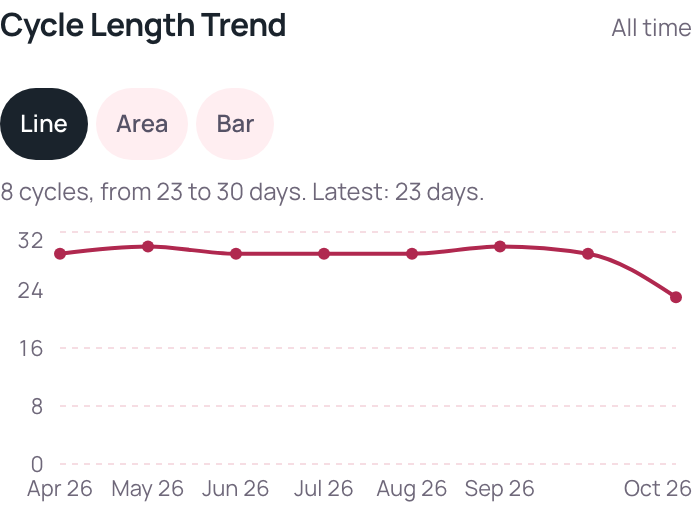 Cycle Length Trend
All time
Line Area Bar
8 cycles, from 23 to 30 days. Latest: 23 days.
32
24
16
8
0
Apr 26 May 26 Jun 26 Jul 26 Aug 26 Sep 26 Oct 26